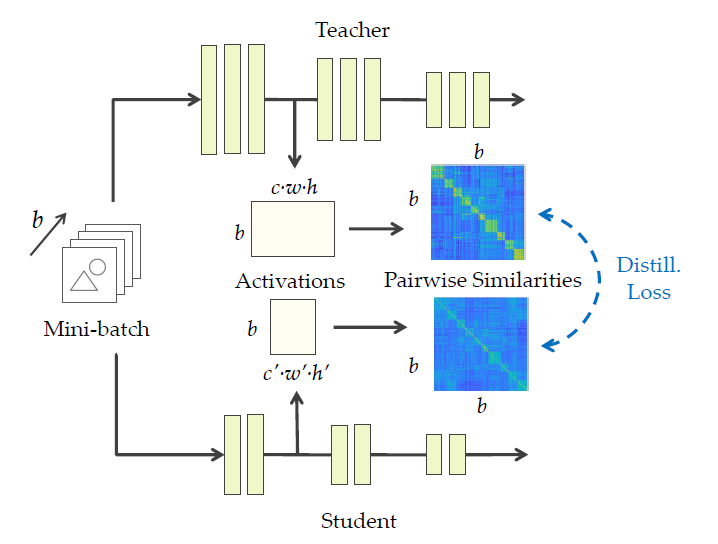 Teacher
b
c·w·h
b
b
b
Activations
Pairwise Similarities
Distill.
Loss
Mini-batch
b
c′·w′·h′
b
b
Student